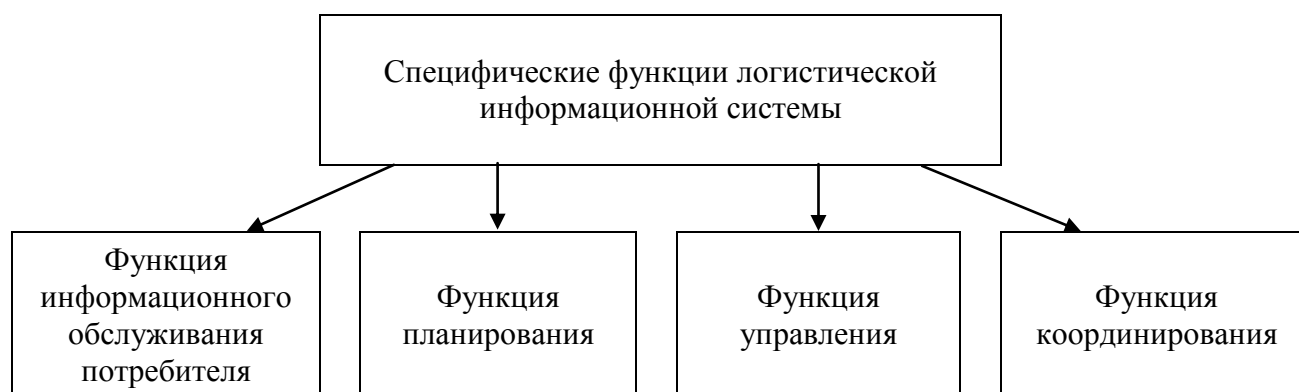 Специфические функции логистической
информационной системы
Функция
информационного
обслуживания
потребителя
Функция
планирования
Функция
управления
Функция
координирования